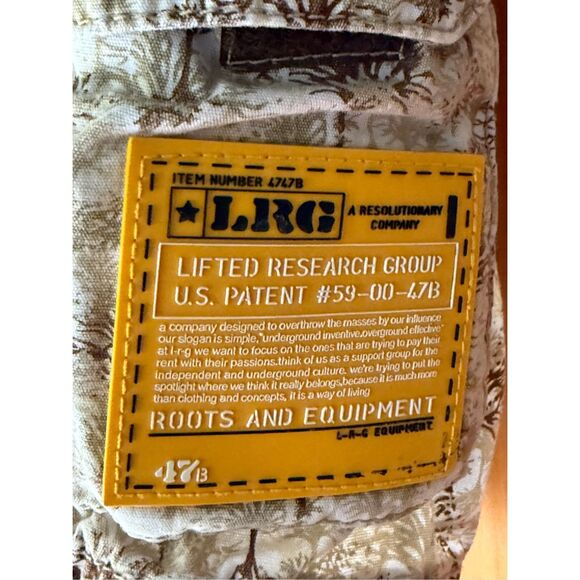 ITEM NUMBER 4747B
LRG A RESOLUTIONARY
COMPANY
LIFTED RESEARCH GROUP
U.S. PATENT #59-00-47B
a company designed to overthrow the masses by our influence
our slogan is simple,"underground inventive.overground effective"
at l-r-g we want to focus on the ones that are trying to pay their
rent with their passions.think of us as a support group for the
independent and underground culture. we're trying to put the
spotlight where we think it really belongs,because it is much more
than clothing and concepts, it is a way of living
ROOTS AND EQUIPMENT
L-R-G EQUIPMENT
47B